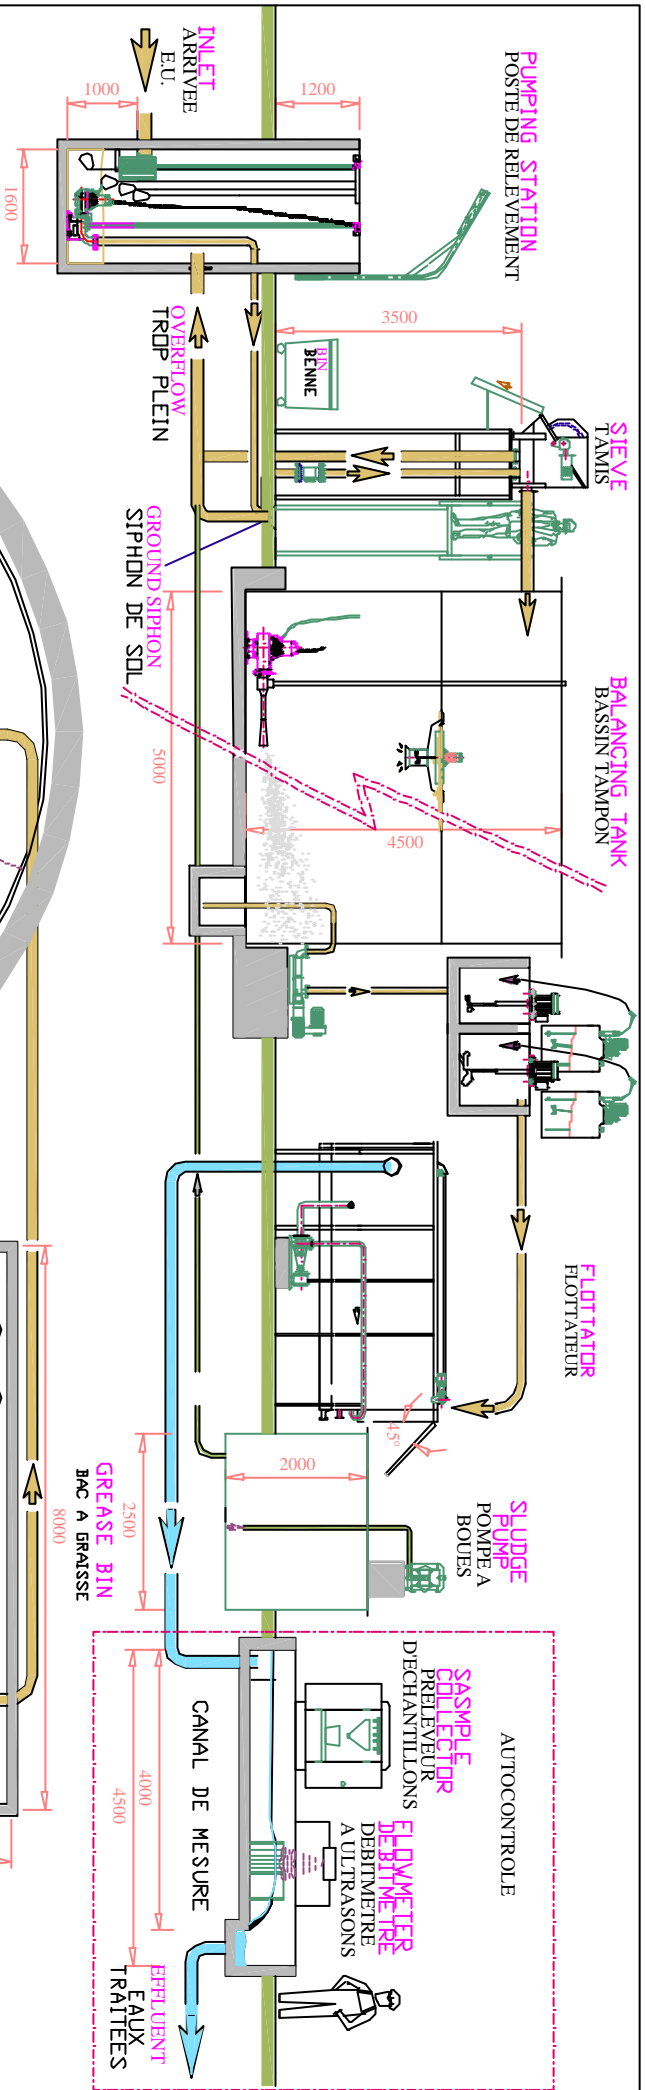 PUMPING STATION
POSTE DE RELEVEMENT
INLET
ARRIVEE
E.U.
1000
1200
1600
OVERFLOW
TROP PLEIN
3500
BIN
BENNE
SIEVE
TAMIS
GROUND SIPHON
SIPHON DE SOL
BALANCING TANK
BASSIN TAMPON
5000
4500
FLOTTATOR
FLOTTATEUR
45°
SLUDGE
PUMP
POMPE A
BOUES
2000
2500
GREASE BIN
BAC A GRAISSE
8000
AUTOCONTROLE
SASMPLE
COLLECTOR
PRELEVEUR
D'ECHANTILLONS
FLOWMETER
DEBITMETRE
DEBITMETRE
A ULTRASONS
CANAL DE MESURE
4000
4500
EFFLUENT
EAUX
TRAITEES